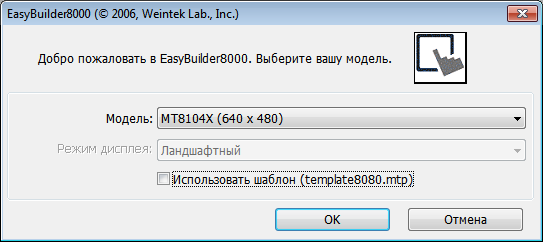 EasyBuilder8000 (© 2006, Weintek Lab., Inc.)
Добро пожаловать в EasyBuilder8000. Выберите вашу модель.
Модель: MT8104X (640 x 480)
Режим дисплея: Ландшафтный
Использовать шаблон (template8080.mtp)
OK Отмена